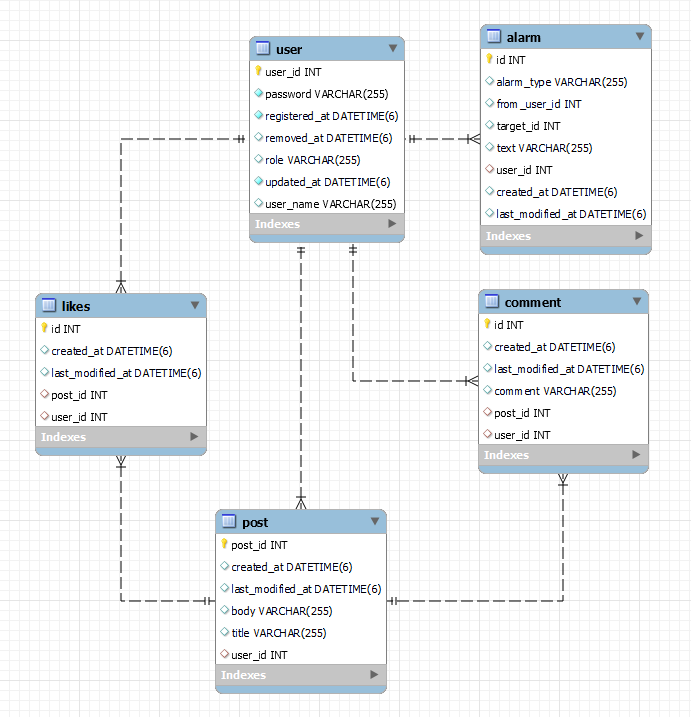 user
user_id INT
password VARCHAR(255)
registered_at DATETIME(6)
removed_at DATETIME(6)
role VARCHAR(255)
updated_at DATETIME(6)
user_name VARCHAR(255)
Indexes
alarm
id INT
alarm_type VARCHAR(255)
from_user_id INT
target_id INT
text VARCHAR(255)
user_id INT
created_at DATETIME(6)
last_modified_at DATETIME(6)
Indexes
likes
id INT
created_at DATETIME(6)
last_modified_at DATETIME(6)
post_id INT
user_id INT
Indexes
comment
id INT
created_at DATETIME(6)
last_modified_at DATETIME(6)
comment VARCHAR(255)
post_id INT
user_id INT
Indexes
post
post_id INT
created_at DATETIME(6)
last_modified_at DATETIME(6)
body VARCHAR(255)
title VARCHAR(255)
user_id INT
Indexes